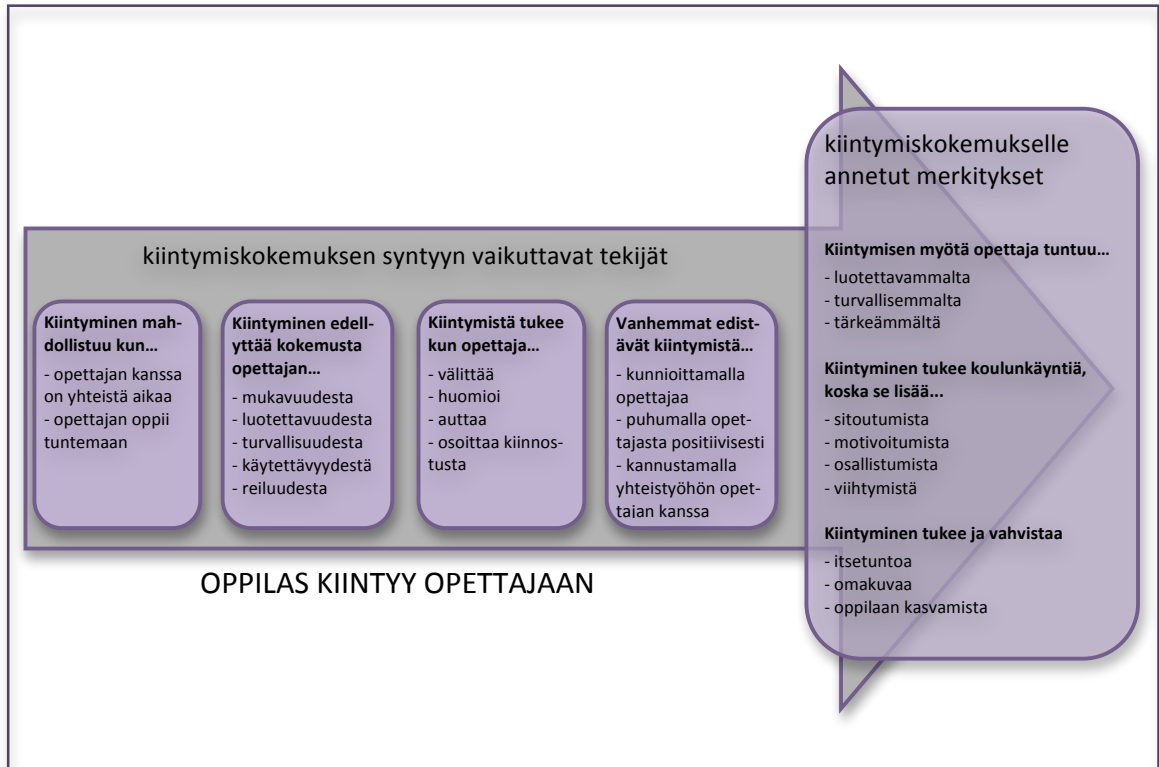 kiintymiskokemuksen syntyyn vaikuttavat tekijät
Kiintyminen mah-
dollistuu kun...
- opettajan kanssa
on yhteistä aikaa
- opettajan oppii
tuntemaan
Kiintyminen edell-
yttää kokemusta
opettajan...
- mukavuudesta
- luotettavuudesta
- turvallisuudesta
- käytettävyydestä
- reiluudesta
Kiintymistä tukee
kun opettaja...
- välittää
- huomioi
- auttaa
- osoittaa kiinnos-
tusta
Vanhemmat edist-
ävät kiintymistä...
- kunnioittamalla
opettajaa
- puhumalla opet-
tajasta positiivisesti
- kannustamalla
yhteistyöhön opet-
tajan kanssa
OPPILAS KIINTYY OPETTAJAAN
kiintymiskokemukselle
annetut merkitykset
Kiintymisen myötä opettaja tuntuu...
- luotettavammalta
- turvallisemmalta
- tärkeämmältä
Kiintyminen tukee koulunkäyntiä,
koska se lisää...
- sitoutumista
- motivoitumista
- osallistumista
- viihtymistä
Kiintyminen tukee ja vahvistaa
- itsetuntoa
- omakuvaa
- oppilaan kasvamista